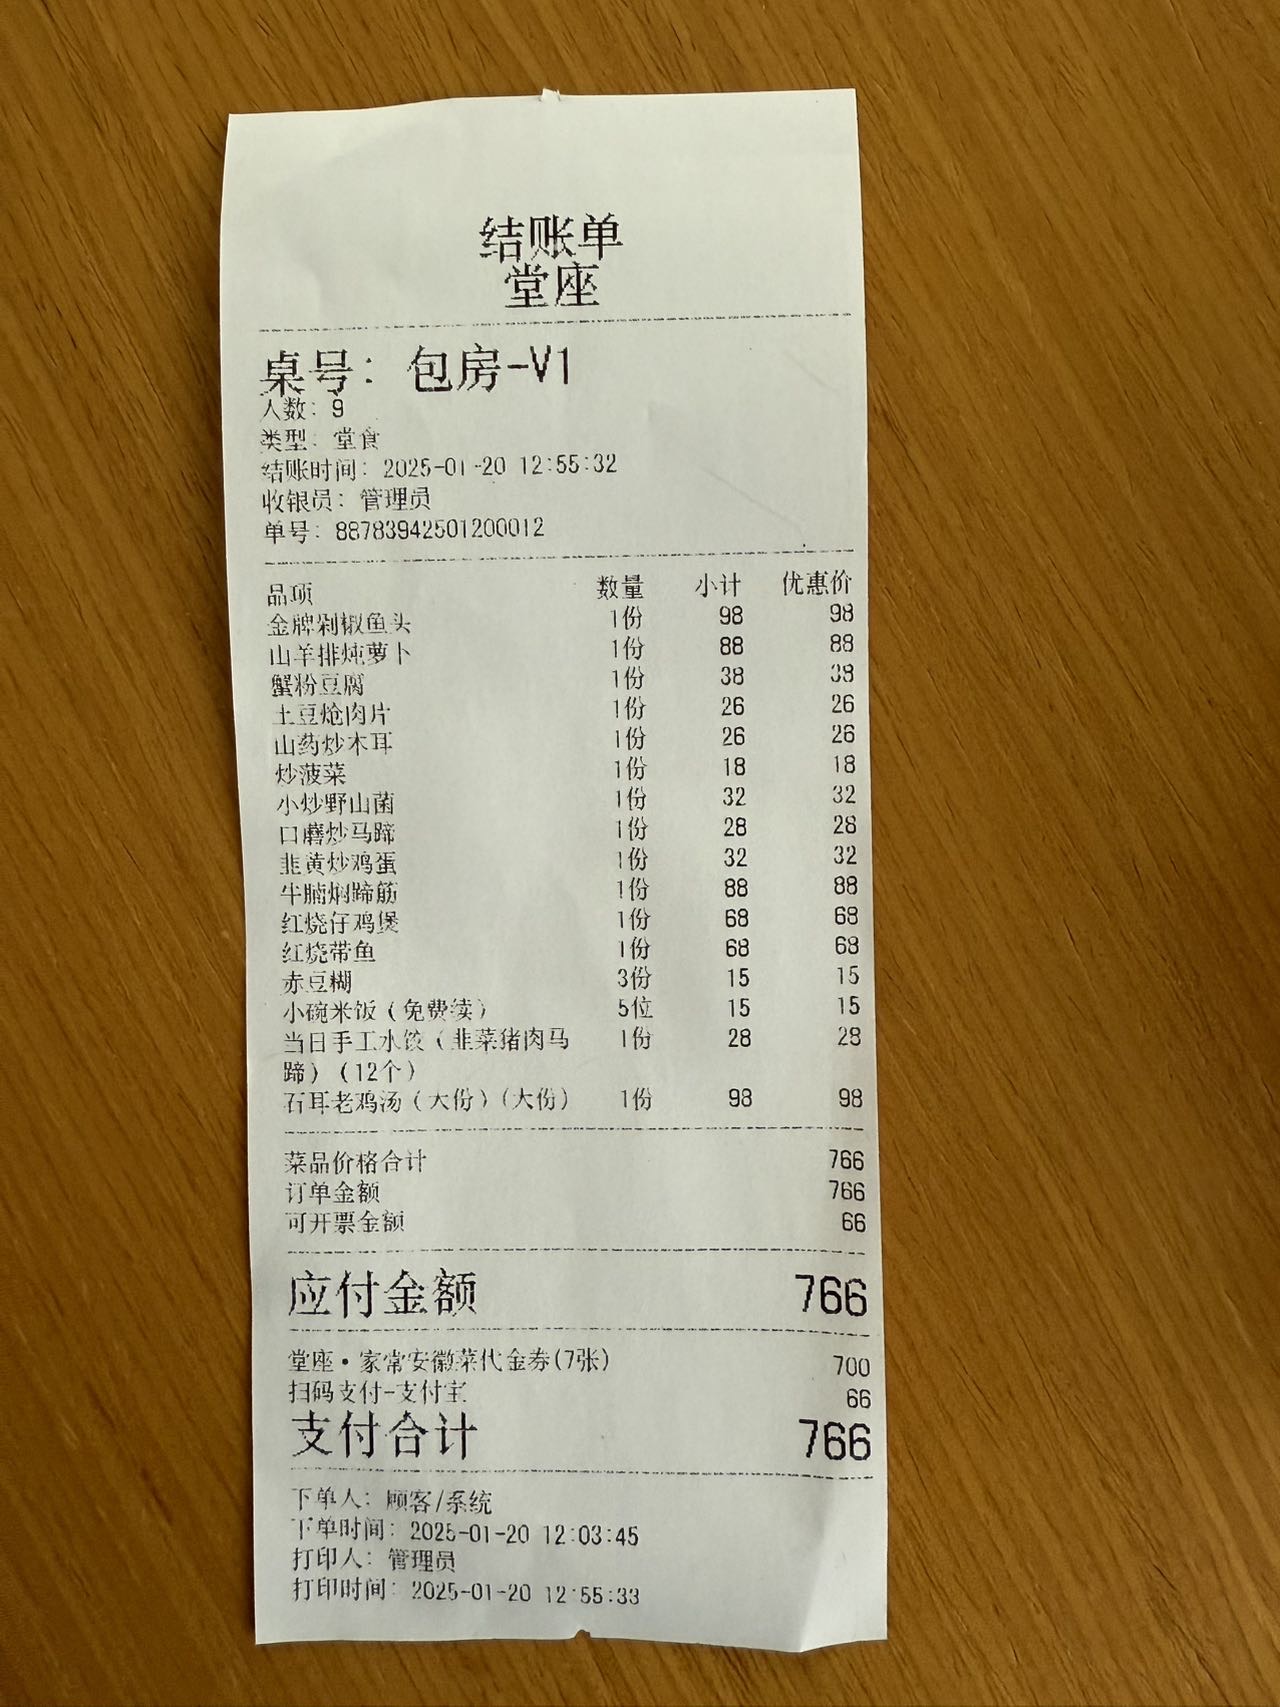 结账单
堂座
桌号：包房-V1
人数：9
类型：堂食
结账时间：2025-01-20 12:55:32
收银员：管理员
单号：88783942501200012
品项 数量 小计 优惠价
金牌剁椒鱼头 1份 98 98
山羊排炖萝卜 1份 88 88
蟹粉豆腐 1份 38 38
土豆炝肉片 1份 26 26
山药炒木耳 1份 26 26
炒菠菜 1份 18 18
小炒野山菌 1份 32 32
口蘑炒马蹄 1份 28 28
韭黄炒鸡蛋 1份 32 32
牛腩焖蹄筋 1份 88 88
红烧仔鸡煲 1份 68 68
红烧带鱼 1份 68 68
赤豆糊 3份 15 15
小碗米饭（免费续） 5位 15 15
当日手工水饺（韭菜猪肉马 1份 28 28
蹄）（12个）
石耳老鸡汤（大份）（大份） 1份 98 98
菜品价格合计 766
订单金额 766
可开票金额 66
应付金额 766
堂座·家常安徽菜代金券(7张) 700
扫码支付-支付宝 66
支付合计 766
下单人：顾客/系统
下单时间：2025-01-20 12:03:45
打印人：管理员
打印时间：2025-01-20 12:55:33